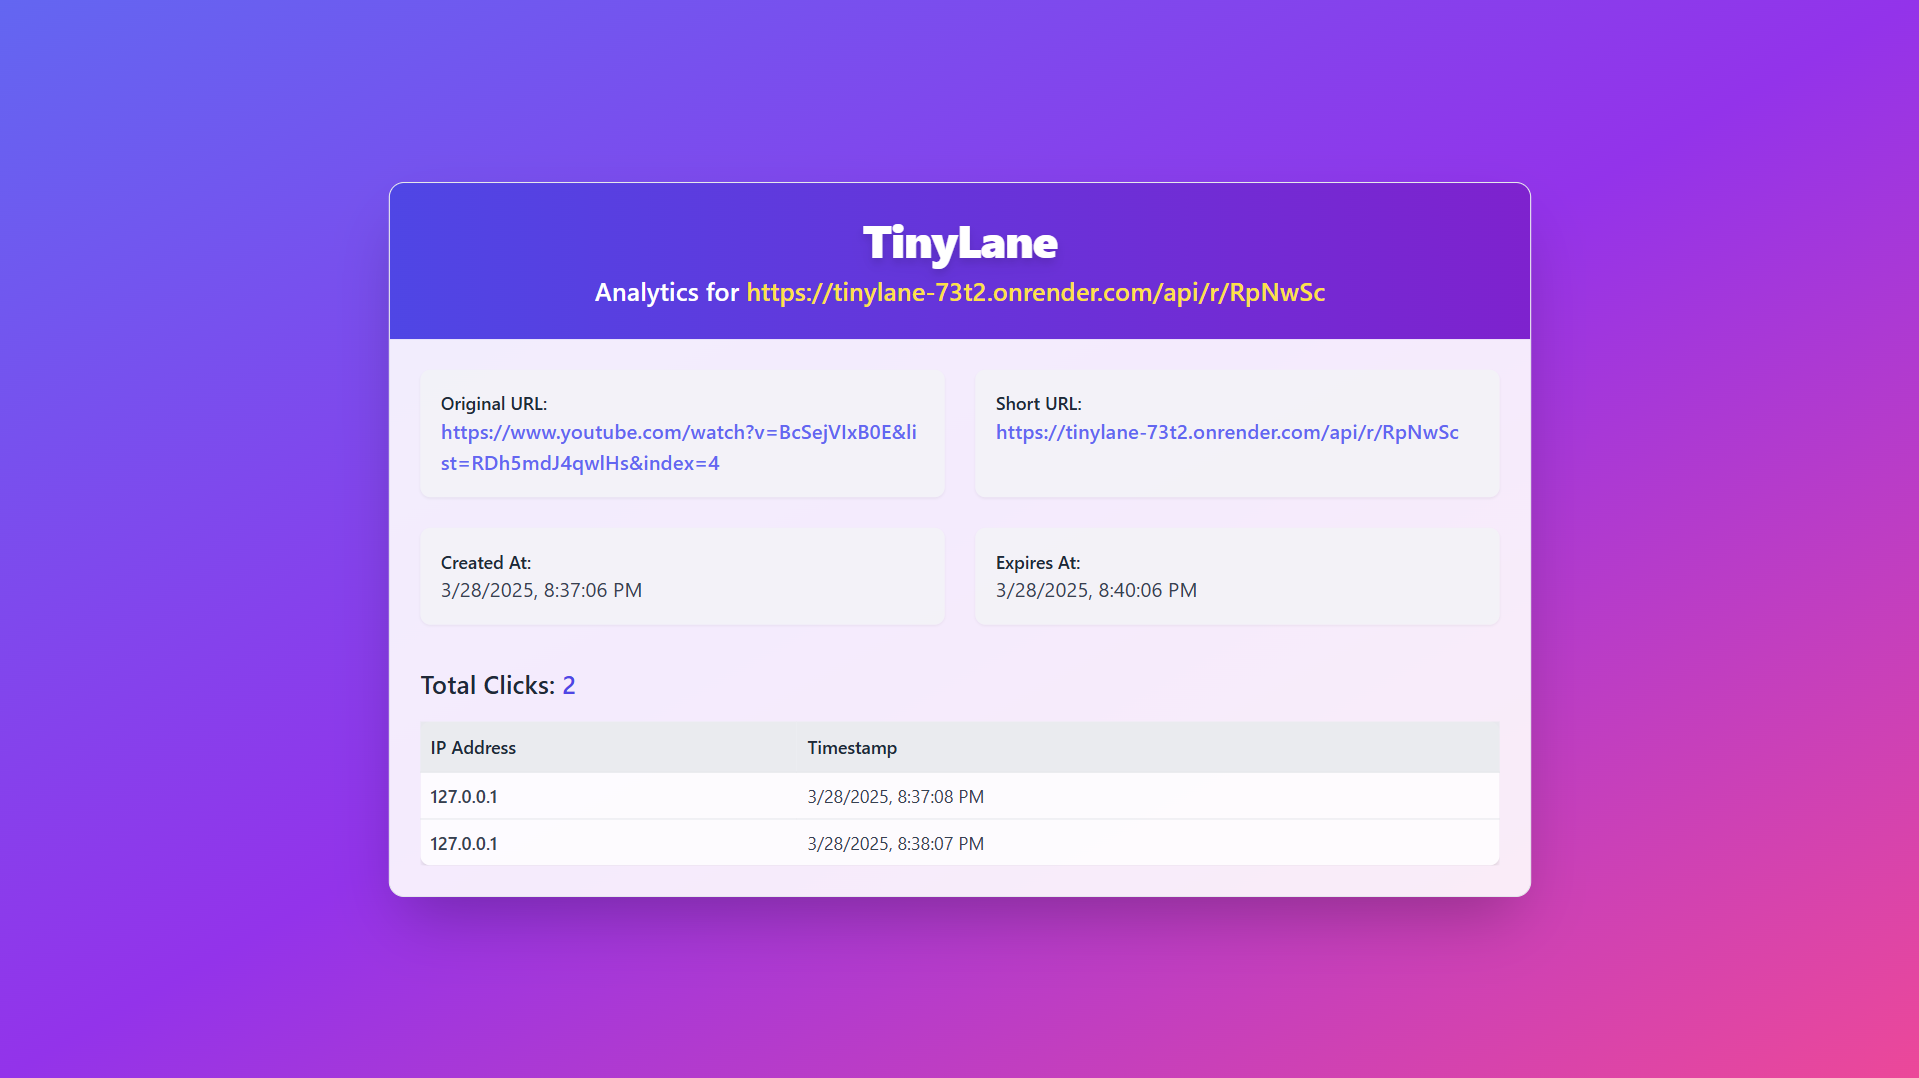 TinyLane
Analytics for https://tinylane-73t2.onrender.com/api/r/RpNwSc
Original URL:
https://www.youtube.com/watch?v=BcSejVIxB0E&li
st=RDh5mdJ4qwlHs&index=4
Short URL:
https://tinylane-73t2.onrender.com/api/r/RpNwSc
Created At:
3/28/2025, 8:37:06 PM
Expires At:
3/28/2025, 8:40:06 PM
Total Clicks: 2
IP Address Timestamp
127.0.0.1 3/28/2025, 8:37:08 PM
127.0.0.1 3/28/2025, 8:38:07 PM